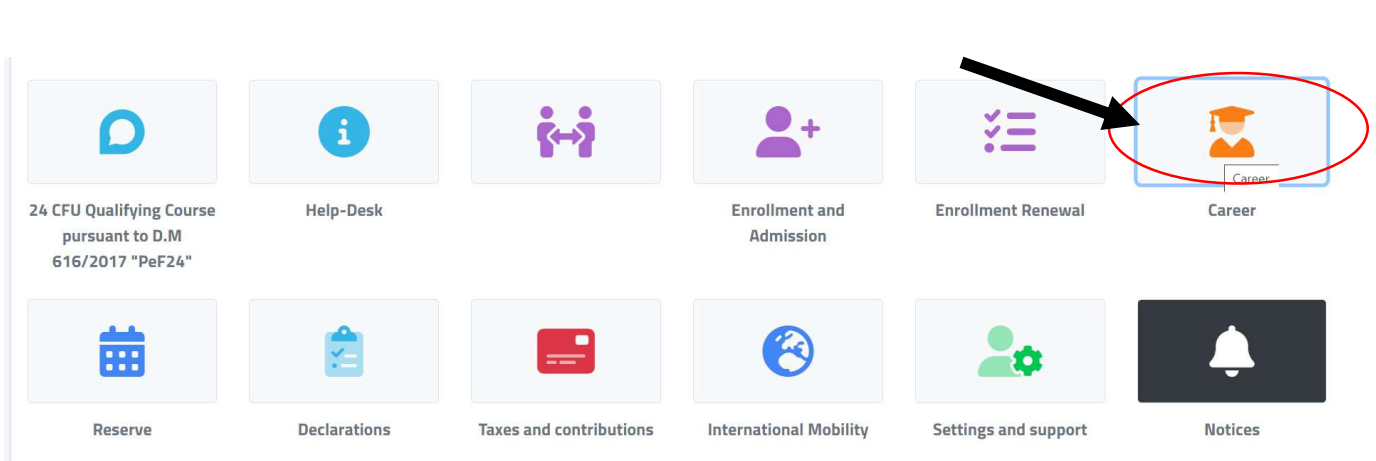 Career
24 CFU Qualifying Course
pursuant to D.M
616/2017 "PeF24"
Help-Desk
Enrollment and
Admission
Enrollment Renewal
Career
Reserve
Declarations
Taxes and contributions
International Mobility
Settings and support
Notices